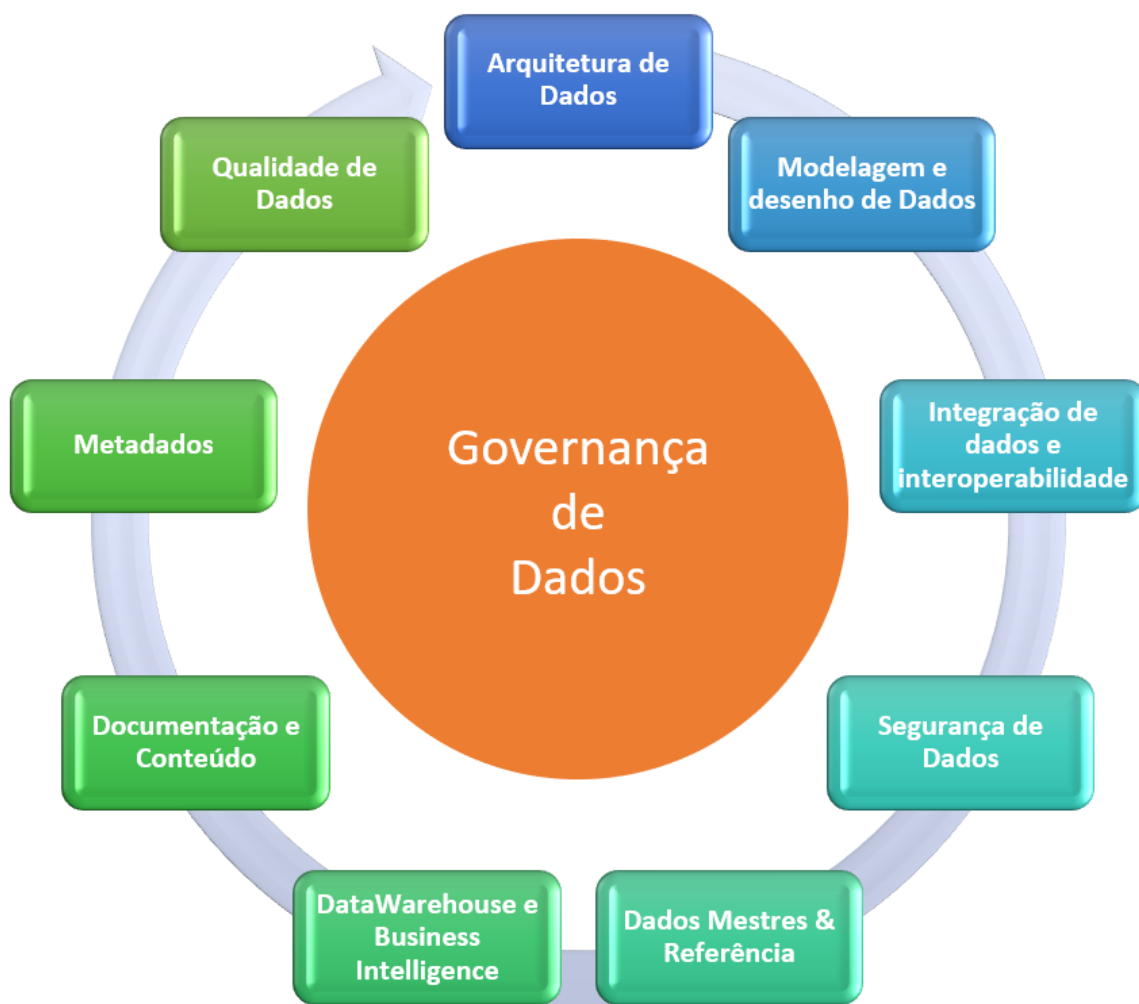 Arquitetura de
Dados
Modelagem e
desenho de Dados
Integração de
dados e
interoperabilidade
Segurança de
Dados
Dados Mestres &
Referência
DataWarehouse e
Business
Intelligence
Documentação e
Conteúdo
Metadados
Qualidade de
Dados
Governança
de
Dados